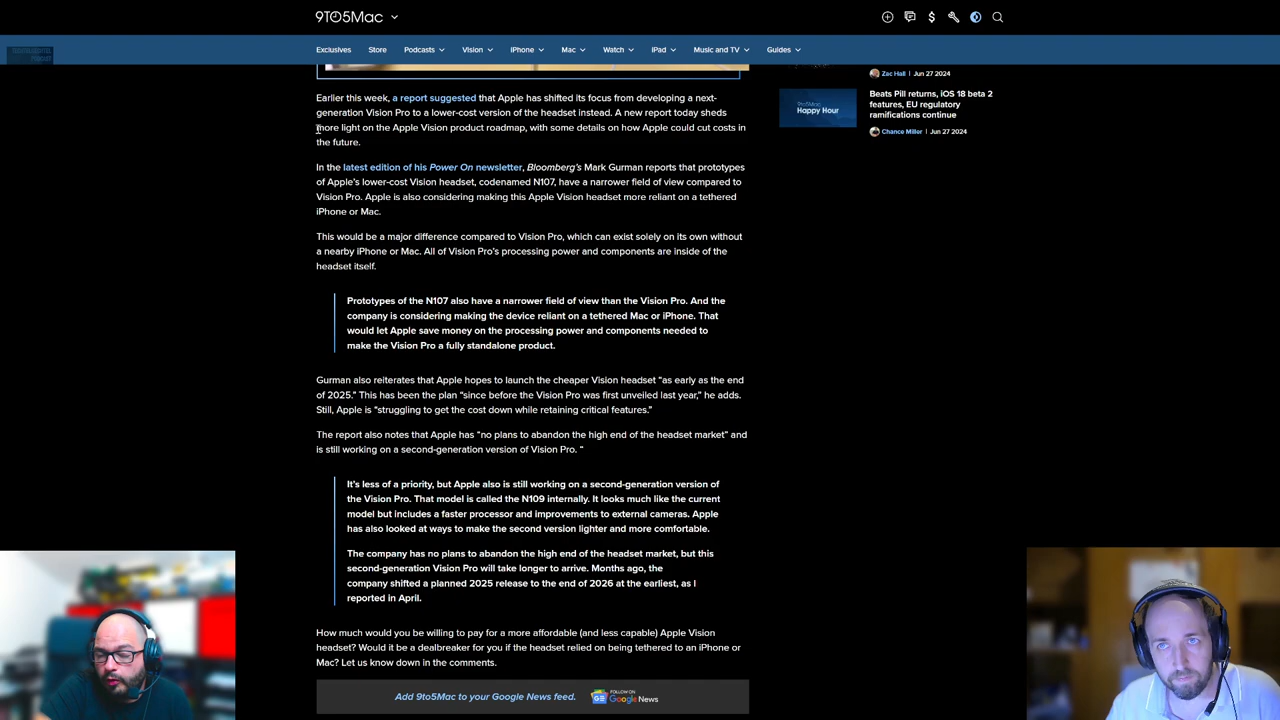 9TO5Mac
Exclusives Store Podcasts Vision iPhone Mac Watch iPad Music and TV Guides
Zac Hall | Jun 27 2024
Beats Pill returns, iOS 18 beta 2
features, EU regulatory
ramifications continue
Chance Miller | Jun 27 2024
9TO5Mac
Happy Hour
Earlier this week, a report suggested that Apple has shifted its focus from developing a next-
generation Vision Pro to a lower-cost version of the headset instead. A new report today sheds
more light on the Apple Vision product roadmap, with some details on how Apple could cut costs in
the future.
In the latest edition of his Power On newsletter, Bloomberg's Mark Gurman reports that prototypes
of Apple's lower-cost Vision headset, codenamed N107, have a narrower field of view compared to
Vision Pro. Apple is also considering making this Apple Vision headset more reliant on a tethered
iPhone or Mac.
This would be a major difference compared to Vision Pro, which can exist solely on its own without
a nearby iPhone or Mac. All of Vision Pro's processing power and components are inside of the
headset itself.
Prototypes of the N107 also have a narrower field of view than the Vision Pro. And the
company is considering making the device reliant on a tethered Mac or iPhone. That
would let Apple save money on the processing power and components needed to
make the Vision Pro a fully standalone product.
Gurman also reiterates that Apple hopes to launch the cheaper Vision headset “as early as the end
of 2025.” This has been the plan “since before the Vision Pro was first unveiled last year,” he adds.
Still, Apple is “struggling to get the cost down while retaining critical features.”
The report also notes that Apple has “no plans to abandon the high end of the headset market” and
is still working on a second-generation version of Vision Pro. “
It's less of a priority, but Apple also is still working on a second-generation version of
the Vision Pro. That model is called the N109 internally. It looks much like the current
model but includes a faster processor and improvements to external cameras. Apple
has also looked at ways to make the second version lighter and more comfortable.
The company has no plans to abandon the high end of the headset market, but this
second-generation Vision Pro will take longer to arrive. Months ago, the
company shifted a planned 2025 release to the end of 2026 at the earliest, as I
reported in April.
How much would you be willing to pay for a more affordable (and less capable) Apple Vision
headset? Would it be a dealbreaker for you if the headset relied on being tethered to an iPhone or
Mac? Let us know down in the comments.
Add 9to5Mac to your Google News feed. FOLLOW ON
Google News